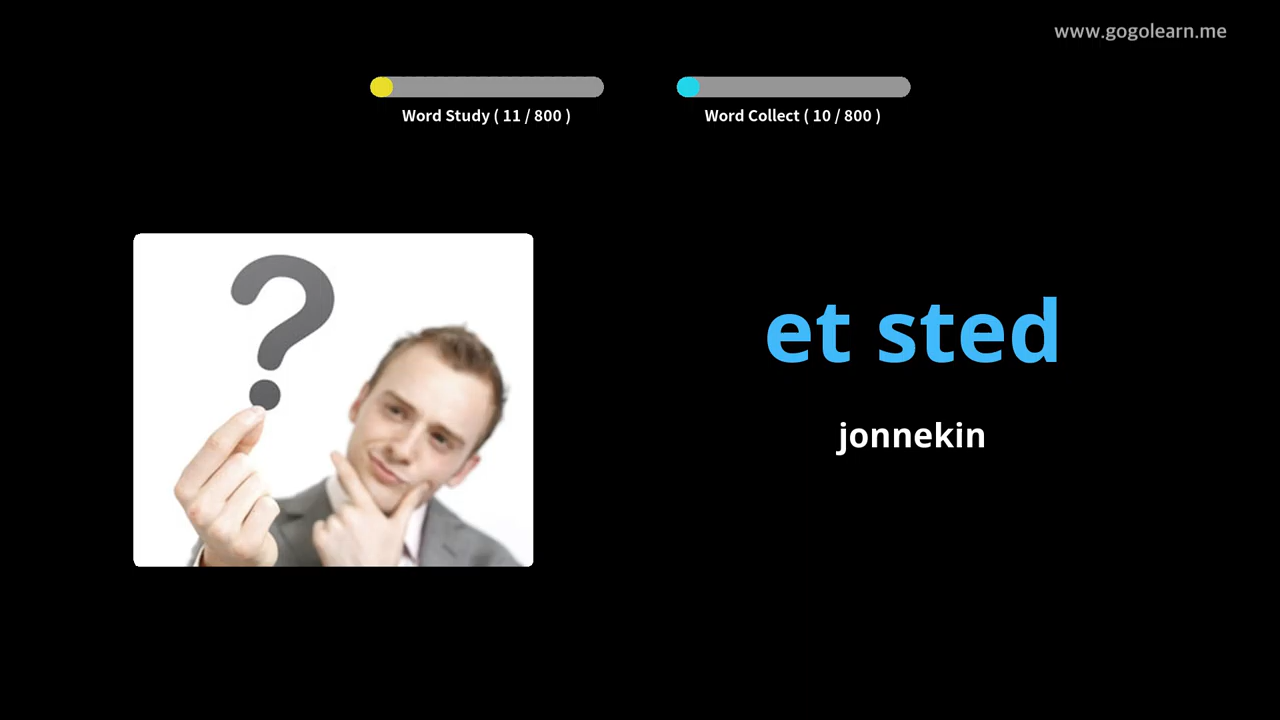 www.gogolearn.me
Word Study ( 11 / 800 )
Word Collect ( 10 / 800 )
?
et sted
jonnekin